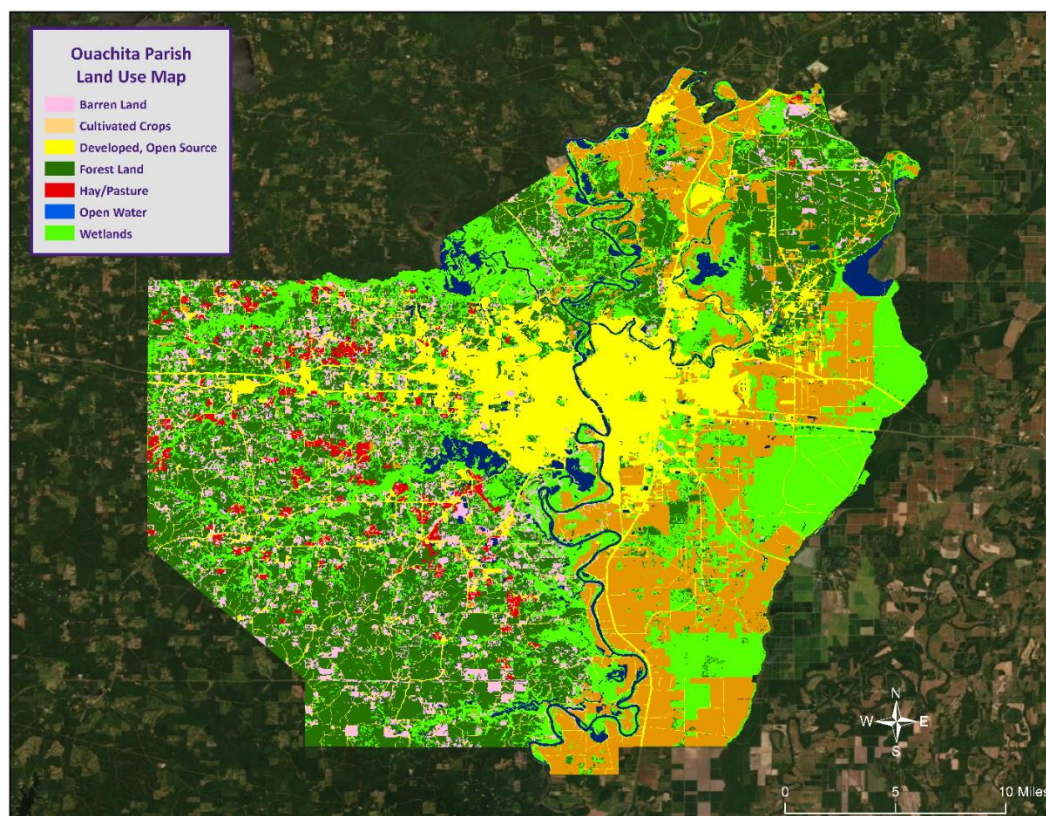 Ouachita Parish
Land Use Map
Barren Land
Cultivated Crops
Developed, Open Source
Forest Land
Hay/Pasture
Open Water
Wetlands
N
W E
S
0 5 10 Miles